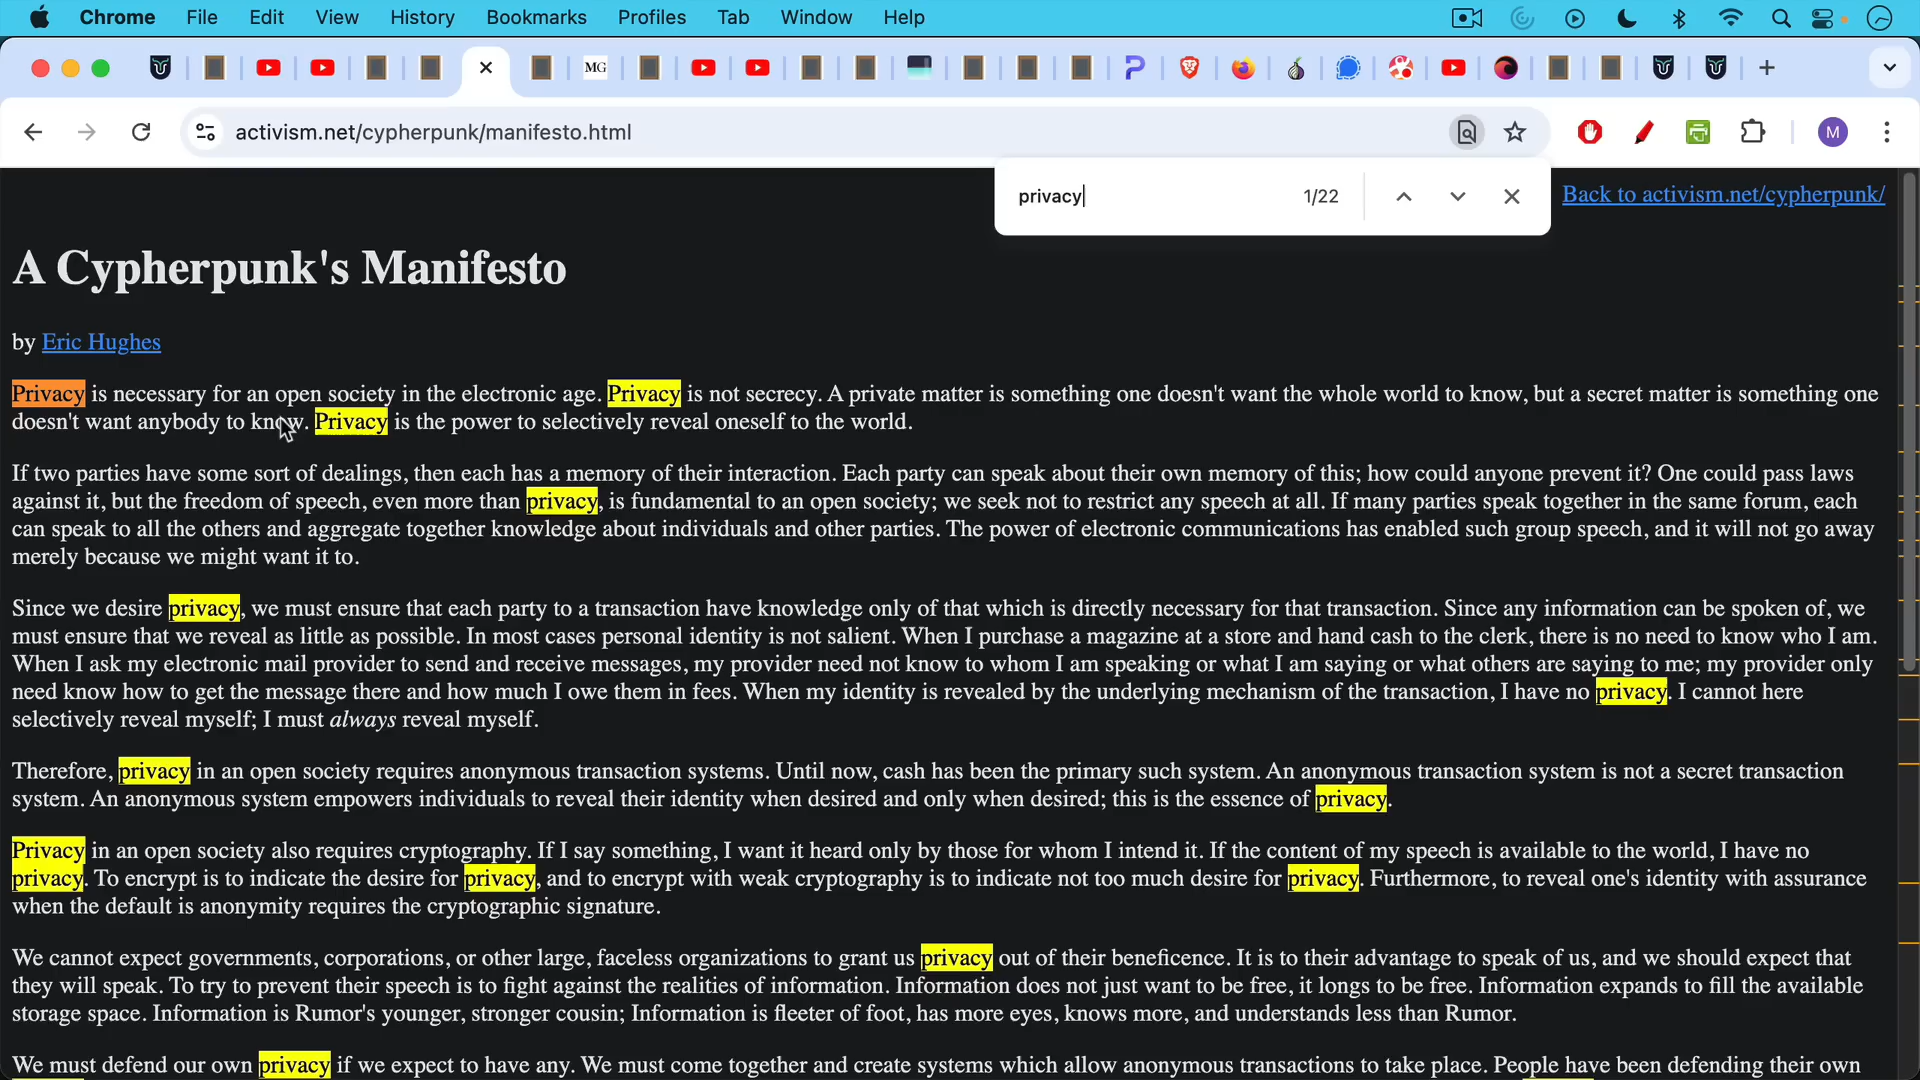 Chrome File Edit View History Bookmarks Profiles Tab Window Help
MG
activism.net/cypherpunk/manifesto.html
M
privacy 1/22
Back to activism.net/cypherpunk/
A Cypherpunk's Manifesto
by Eric Hughes
Privacy is necessary for an open society in the electronic age. Privacy is not secrecy. A private matter is something one doesn't want the whole world to know, but a secret matter is something one
doesn't want anybody to know. Privacy is the power to selectively reveal oneself to the world.
If two parties have some sort of dealings, then each has a memory of their interaction. Each party can speak about their own memory of this; how could anyone prevent it? One could pass laws
against it, but the freedom of speech, even more than privacy, is fundamental to an open society; we seek not to restrict any speech at all. If many parties speak together in the same forum, each
can speak to all the others and aggregate together knowledge about individuals and other parties. The power of electronic communications has enabled such group speech, and it will not go away
merely because we might want it to.
Since we desire privacy, we must ensure that each party to a transaction have knowledge only of that which is directly necessary for that transaction. Since any information can be spoken of, we
must ensure that we reveal as little as possible. In most cases personal identity is not salient. When I purchase a magazine at a store and hand cash to the clerk, there is no need to know who I am.
When I ask my electronic mail provider to send and receive messages, my provider need not know to whom I am speaking or what I am saying or what others are saying to me; my provider only
need know how to get the message there and how much I owe them in fees. When my identity is revealed by the underlying mechanism of the transaction, I have no privacy. I cannot here
selectively reveal myself; I must always reveal myself.
Therefore, privacy in an open society requires anonymous transaction systems. Until now, cash has been the primary such system. An anonymous transaction system is not a secret transaction
system. An anonymous system empowers individuals to reveal their identity when desired and only when desired; this is the essence of privacy.
Privacy in an open society also requires cryptography. If I say something, I want it heard only by those for whom I intend it. If the content of my speech is available to the world, I have no
privacy. To encrypt is to indicate the desire for privacy, and to encrypt with weak cryptography is to indicate not too much desire for privacy. Furthermore, to reveal one's identity with assurance
when the default is anonymity requires the cryptographic signature.
We cannot expect governments, corporations, or other large, faceless organizations to grant us privacy out of their beneficence. It is to their advantage to speak of us, and we should expect that
they will speak. To try to prevent their speech is to fight against the realities of information. Information does not just want to be free, it longs to be free. Information expands to fill the available
storage space. Information is Rumor's younger, stronger cousin; Information is fleeter of foot, has more eyes, knows more, and understands less than Rumor.
We must defend our own privacy if we expect to have any. We must come together and create systems which allow anonymous transactions to take place. People have been defending their own